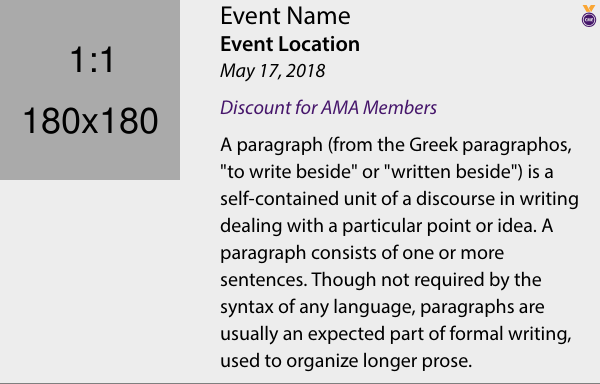 1:1
180x180
Event Name
Event Location
May 17, 2018
Discount for AMA Members
A paragraph (from the Greek paragraphos,
"to write beside" or "written beside") is a
self-contained unit of a discourse in writing
dealing with a particular point or idea. A
paragraph consists of one or more
sentences. Though not required by the
syntax of any language, paragraphs are
usually an expected part of formal writing,
used to organize longer prose.